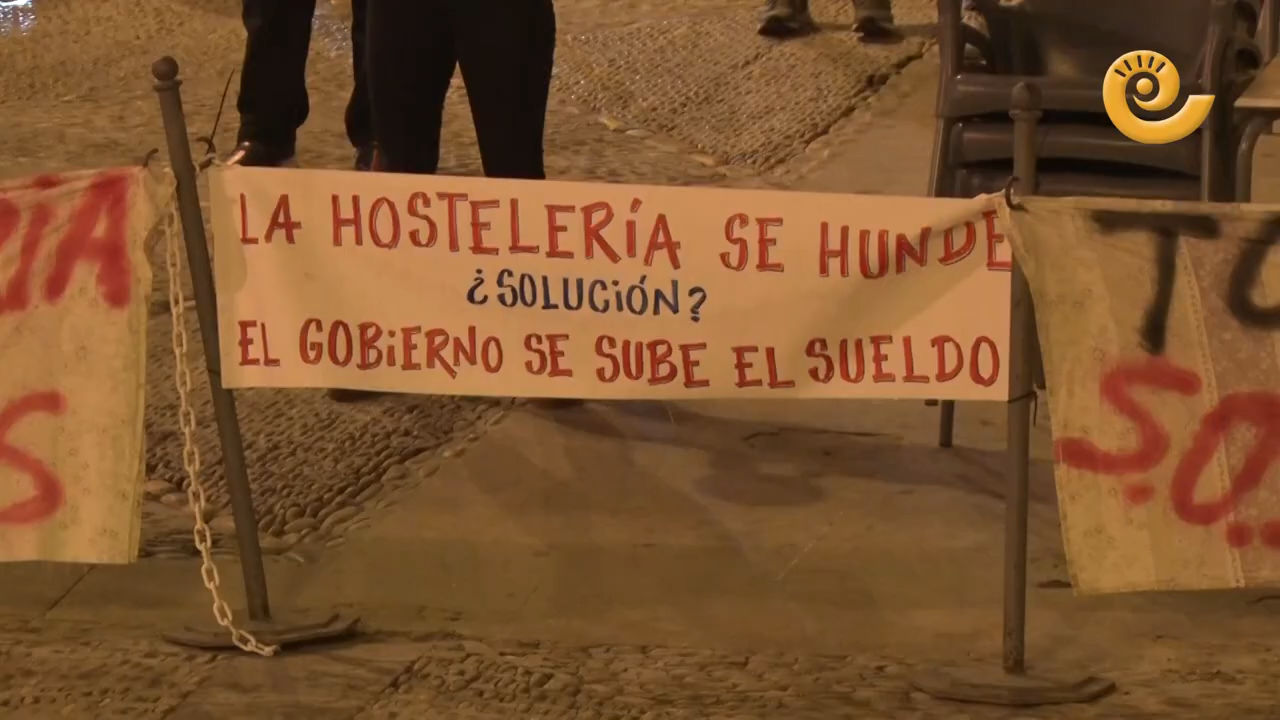 LA HOSTELERÍA SE HUNDE
¿SOLUCIÓN?
EL GOBIERNO SE SUBE EL SUELDO
S.O..